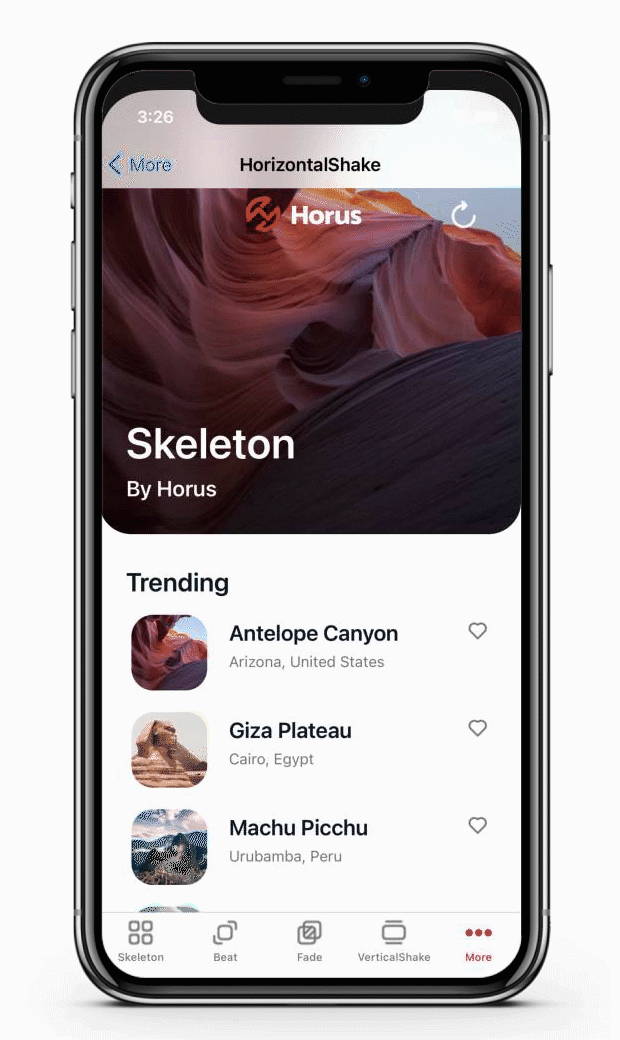 3:26
More
HorizontalShake
Horus
Skeleton
By Horus
Trending
Antelope Canyon
Arizona, United States
Giza Plateau
Cairo, Egypt
Machu Picchu
Urubamba, Peru
Skeleton
Beat
Fade
VerticalShake
More